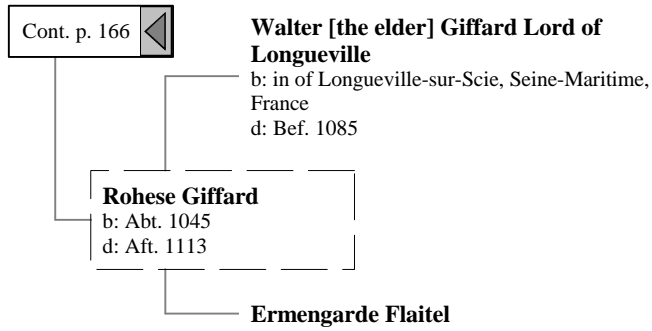 Cont. p. 166
Walter [the elder] Giffard Lord of
Longueville
b: in of Longueville-sur-Scie, Seine-Maritime,
France
d: Bef. 1085
Rohese Giffard
b: Abt. 1045
d: Aft. 1113
Ermengarde Flaitel